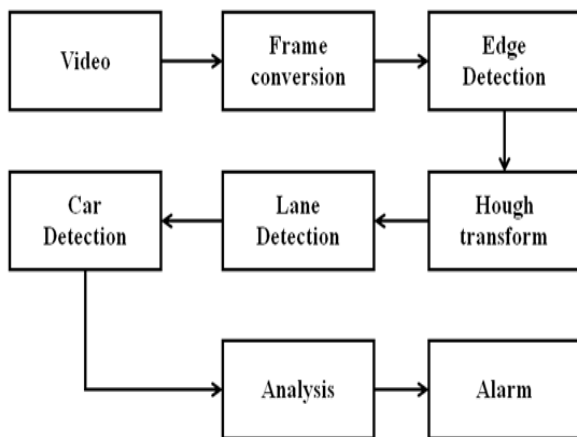 Video
Frame
conversion
Edge
Detection
Hough
transform
Lane
Detection
Car
Detection
Analysis
Alarm